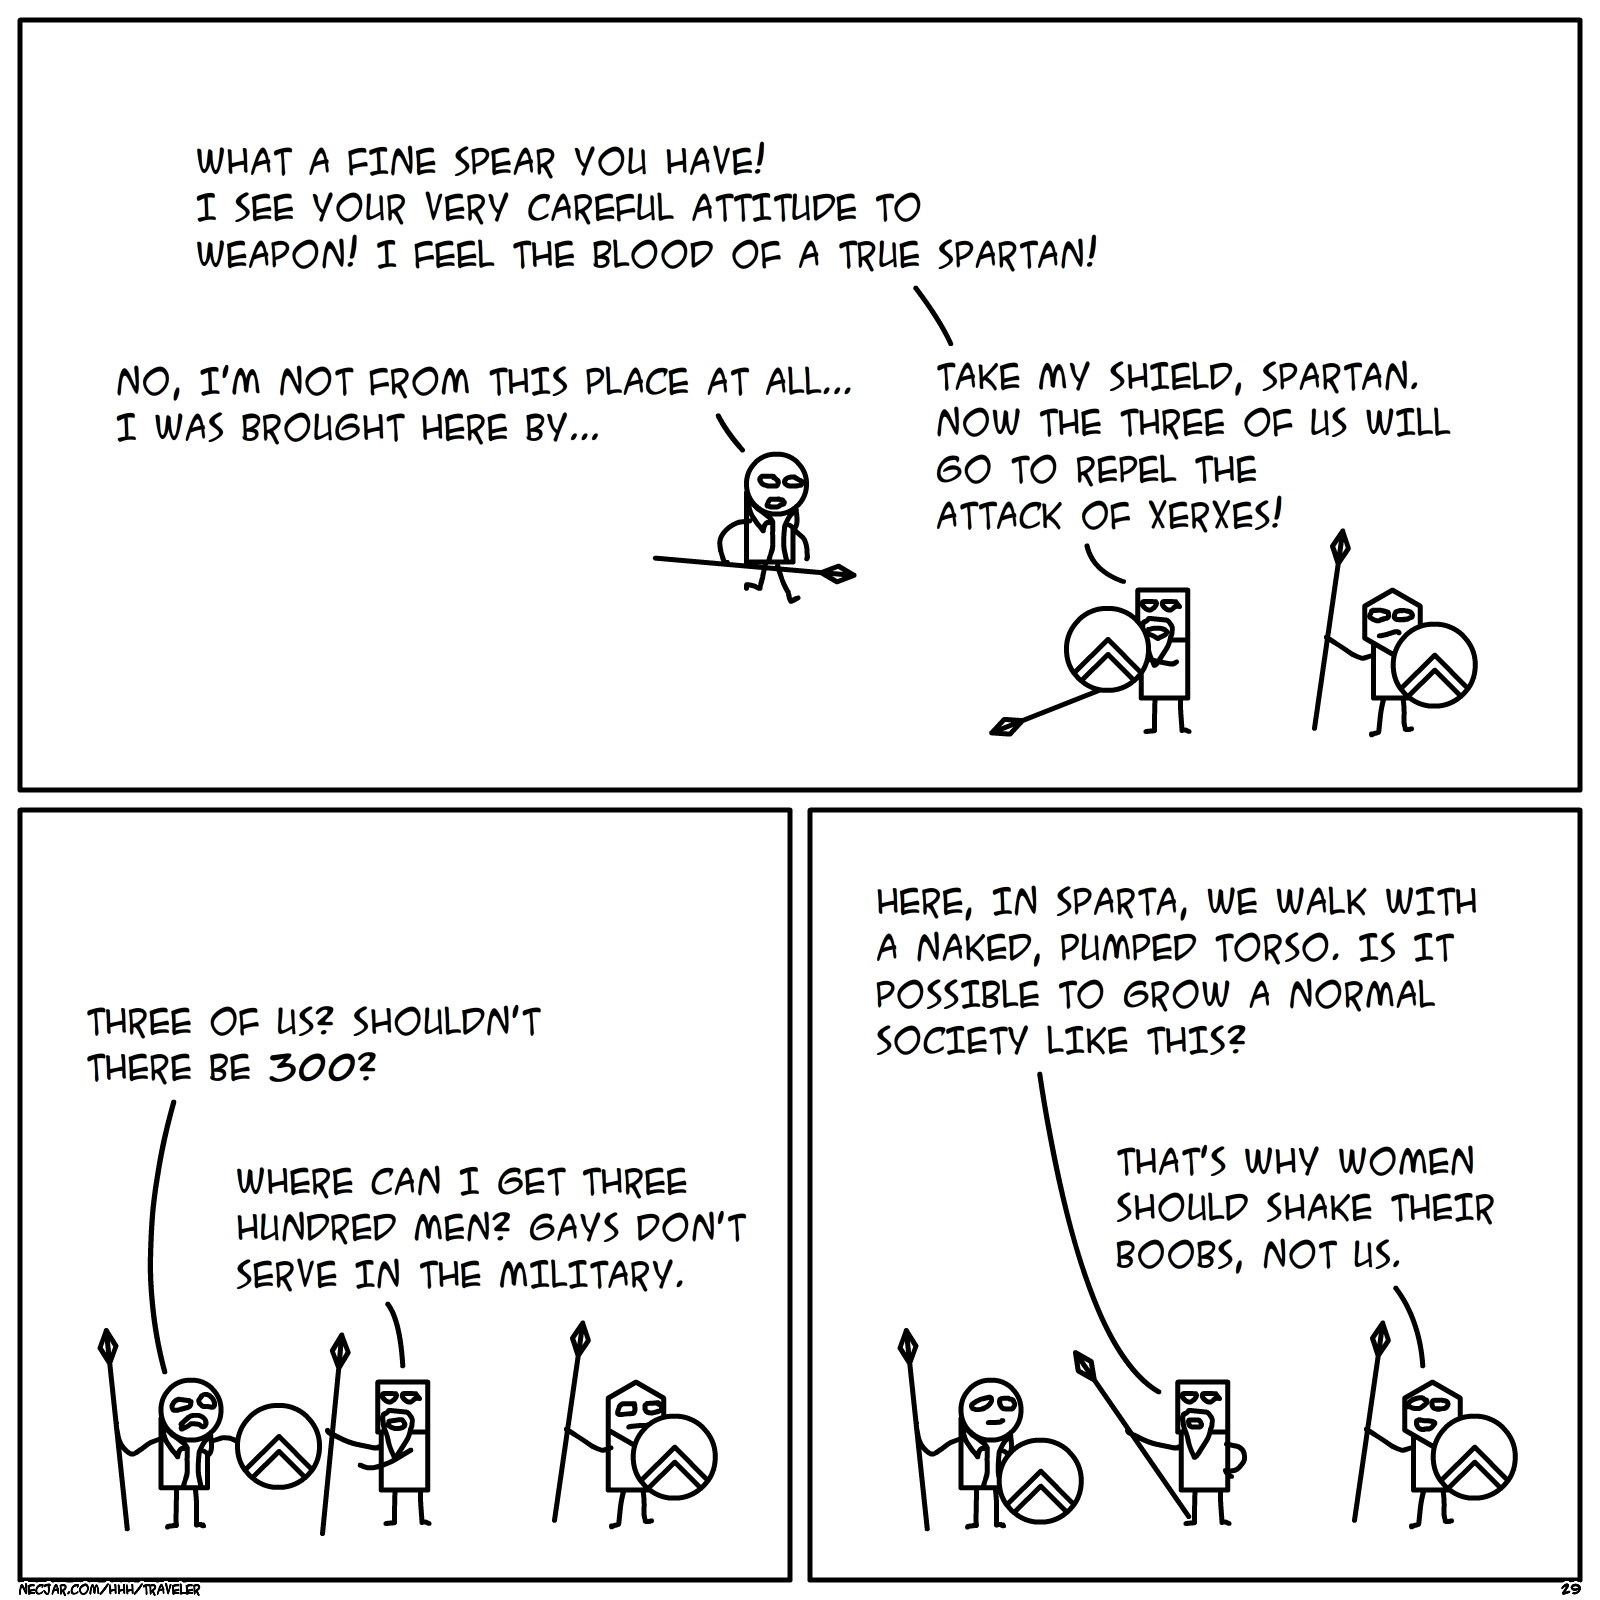 WHAT A FINE SPEAR YOU HAVE!
I SEE YOUR VERY CAREFUL ATTITUDE TO
WEAPON! I FEEL THE BLOOD OF A TRUE SPARTAN!
NO, I'M NOT FROM THIS PLACE AT ALL...
I WAS BROUGHT HERE BY...
TAKE MY SHIELD, SPARTAN.
NOW THE THREE OF US WILL
GO TO REPEL THE
ATTACK OF XERXES!
THREE OF US? SHOULDN'T
THERE BE 300?
WHERE CAN I GET THREE
HUNDRED MEN? GAYS DON'T
SERVE IN THE MILITARY.
HERE, IN SPARTA, WE WALK WITH
A NAKED, PUMPED TORSO. IS IT
POSSIBLE TO GROW A NORMAL
SOCIETY LIKE THIS?
THAT'S WHY WOMEN
SHOULD SHAKE THEIR
BOOBS, NOT US.
NECJAR.COM/HHH/TRAVELER
29